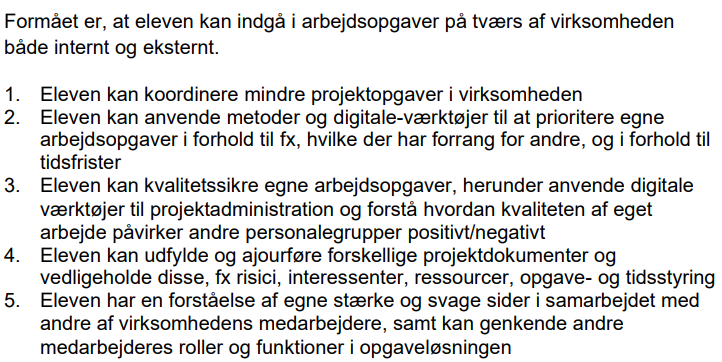 Formået er, at eleven kan indgå i arbejdsopgaver på tværs af virksomheden
både internt og eksternt.
1. Eleven kan koordinere mindre projektopgaver i virksomheden
2. Eleven kan anvende metoder og digitale-værktøjer til at prioritere egne
arbejdsopgaver i forhold til fx, hvilke der har forrang for andre, og i forhold til
tidsfrister
3. Eleven kan kvalitetssikre egne arbejdsopgaver, herunder anvende digitale
værktøjer til projektadministration og forstå hvordan kvaliteten af eget
arbejde påvirker andre personalegrupper positivt/negativt
4. Eleven kan udfylde og ajourføre forskellige projektdokumenter og
vedligeholde disse, fx risici, interessenter, ressourcer, opgave- og tidsstyring
5. Eleven har en forståelse af egne stærke og svage sider i samarbejdet med
andre af virksomhedens medarbejdere, samt kan genkende andre
medarbejderes roller og funktioner i opgaveløsningen